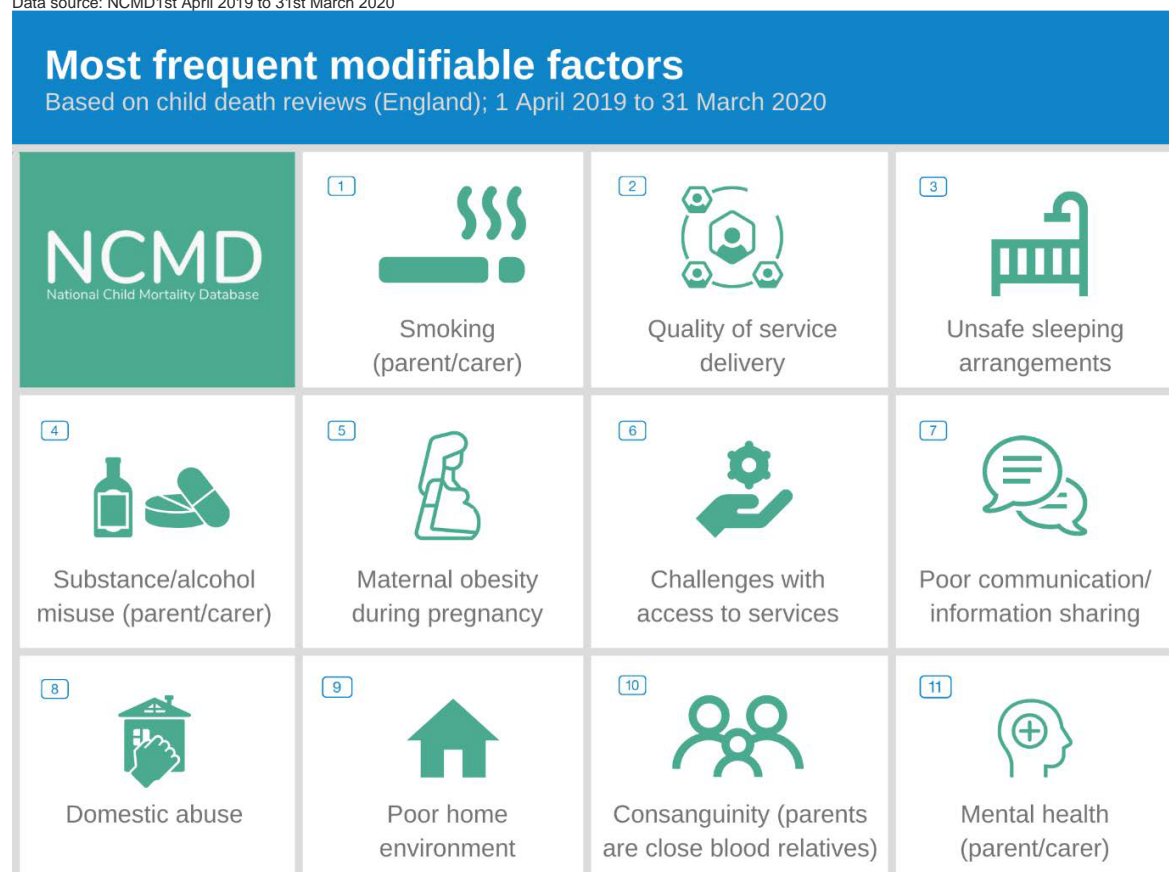 Data source: NCMD1st April 2019 to 31st March 2020
Most frequent modifiable factors
Based on child death reviews (England); 1 April 2019 to 31 March 2020
NCMD
National Child Mortality Database
1
Smoking
(parent/carer)
2
Quality of service
delivery
3
Unsafe sleeping
arrangements
4
Substance/alcohol
misuse (parent/carer)
5
Maternal obesity
during pregnancy
6
Challenges with
access to services
7
Poor communication/
information sharing
8
Domestic abuse
9
Poor home
environment
10
Consanguinity (parents
are close blood relatives)
11
Mental health
(parent/carer)